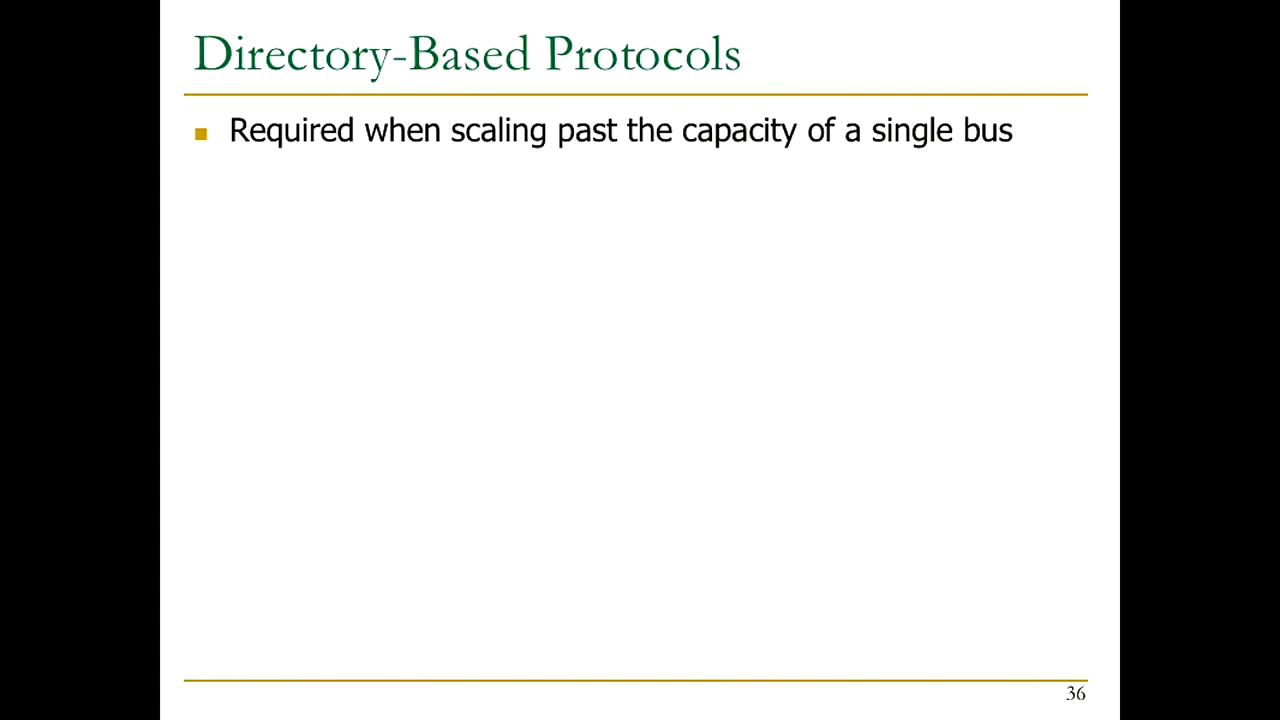 Directory-Based Protocols
Required when scaling past the capacity of a single bus
36